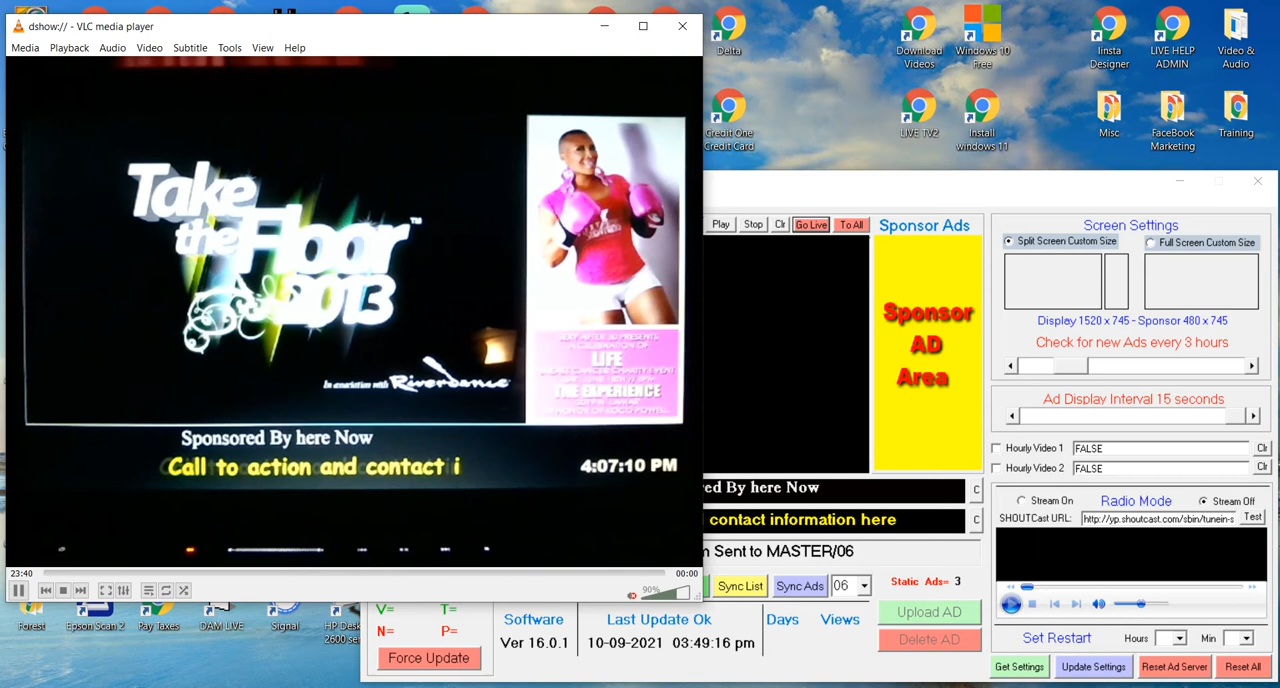 dshow:// - VLC media player
Media Playback Audio Video Subtitle Tools View Help
Take
the Floor™
2013
In association with Riverdance
LIFE
THE EXPERIENCE
Sponsored By here Now
Call to action and contact i
4:07:10 PM
23:40
00:00
90%
Delta
Download
Videos
Windows 10
Free
Iinsta
Designer
LIVE HELP
ADMIN
Video &
Audio
Credit One
Credit Card
LIVE TV2
Install
windows 11
Misc
FaceBook
Marketing
Training
Play Stop Clr Go Live To All
Sponsor Ads
Sponsor
AD
Area
ed By here Now
C
contact information here
C
m Sent to MASTER/06
Sync List Sync Ads 06
Static Ads= 3
Upload AD
Delete AD
Screen Settings
Split Screen Custom Size
Full Screen Custom Size
Display 1520 x 745 - Sponsor 480 x 745
Check for new Ads every 3 hours
Ad Display Interval 15 seconds
Hourly Video 1 FALSE Clr
Hourly Video 2 FALSE Clr
Stream On Radio Mode Stream Off
SHOUTCast URL: http://yp.shoutcast.com/sbin/tunein-s Test
Set Restart Hours Min
Get Settings Update Settings Reset Ad Server Reset All
V= T=
N= P=
Force Update
Software
Ver 16.0.1
Last Update Ok
10-09-2021 03:49:16 pm
Days Views
Forest
Epson Scan 2
Pay Taxes
DAM LIVE
Signal
HP Desk
2600 ser